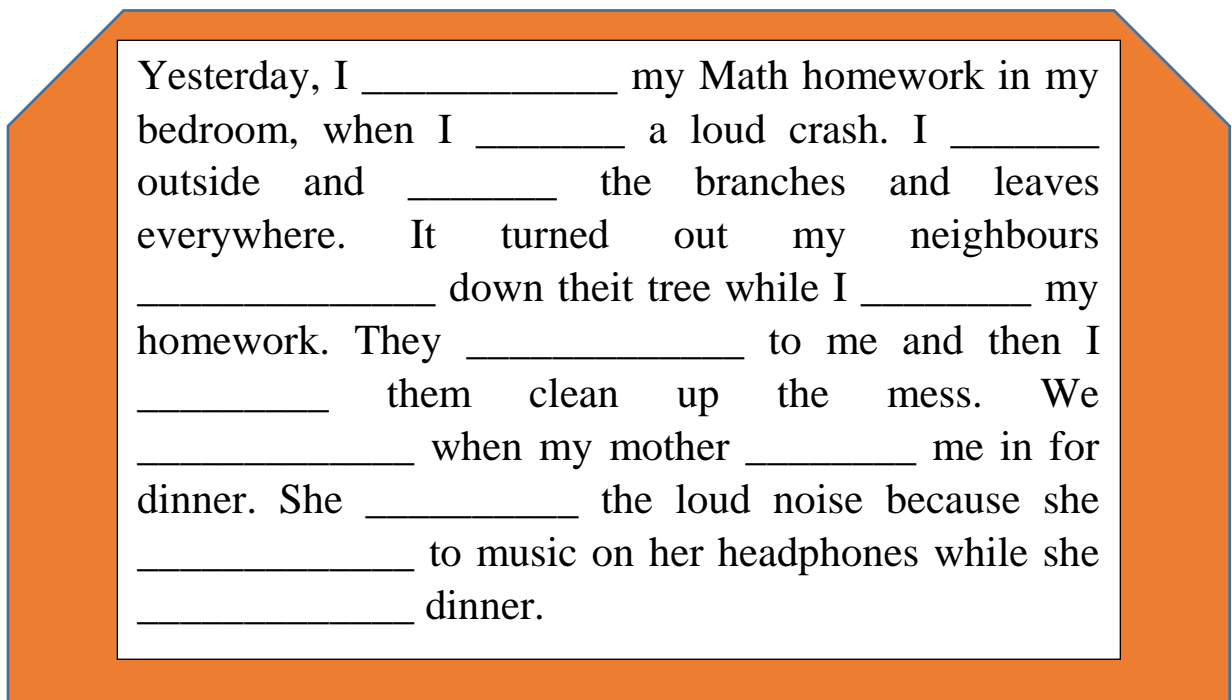 Yesterday, I ____________ my Math homework in my
bedroom, when I _______ a loud crash. I _______
outside and _______ the branches and leaves
everywhere. It turned out my neighbours
______________ down theit tree while I ________ my
homework. They _____________ to me and then I
_________ them clean up the mess. We
_____________ when my mother ________ me in for
dinner. She __________ the loud noise because she
_____________ to music on her headphones while she
_____________ dinner.